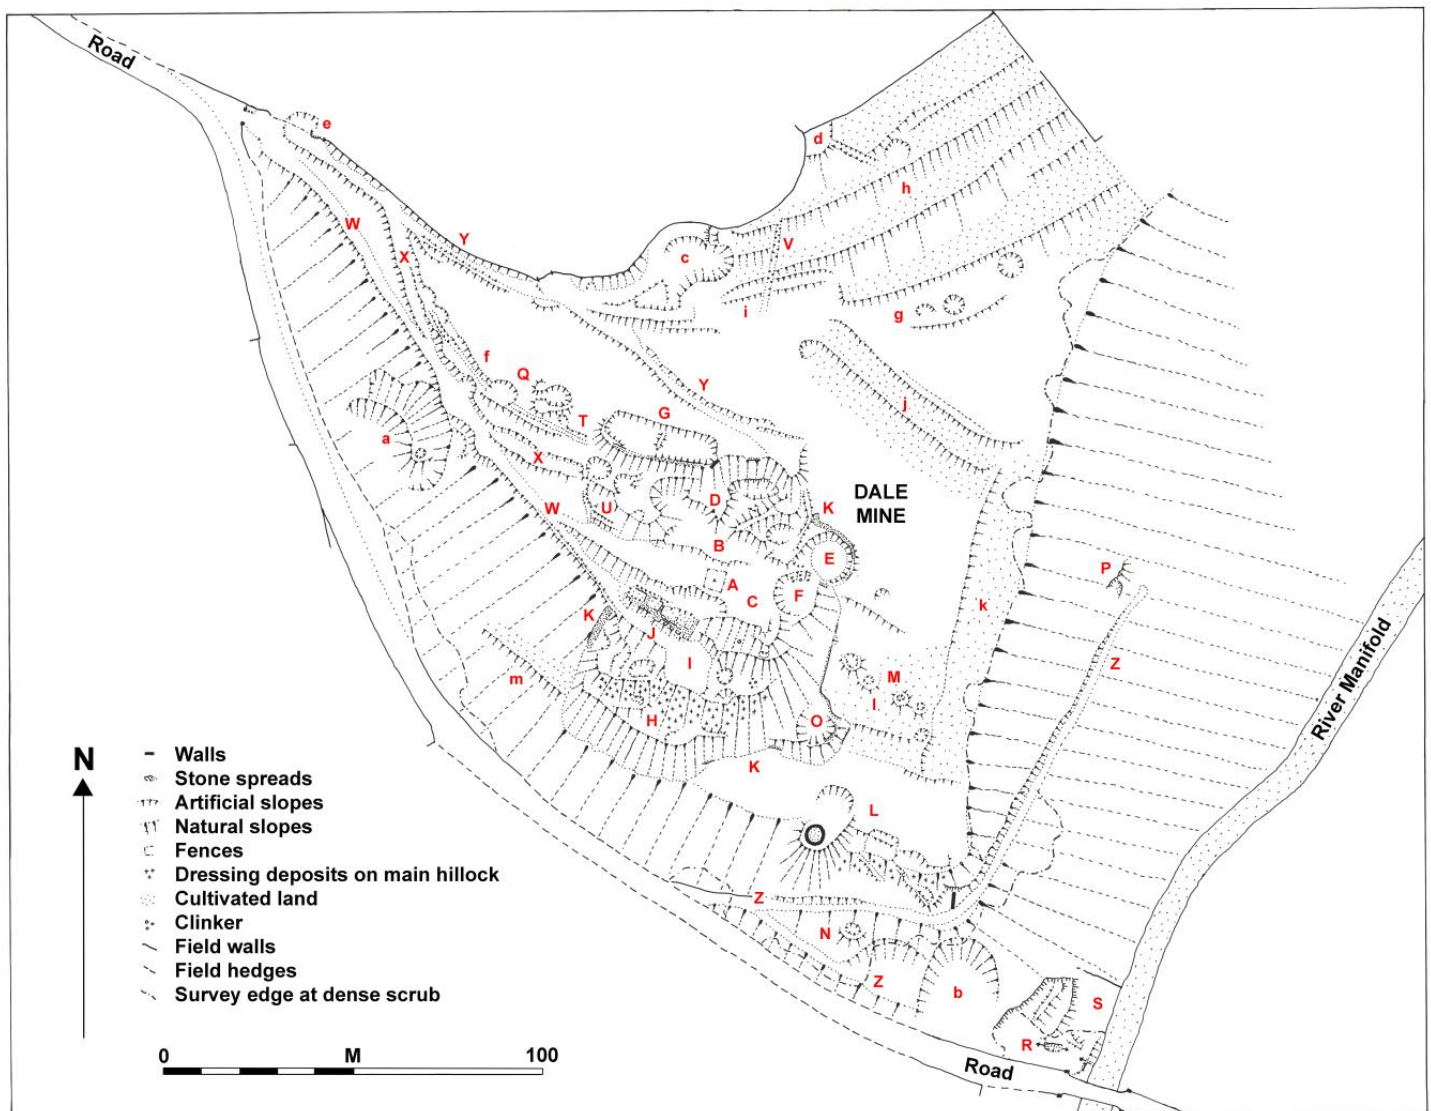 Road
e
d
h
W
Y
V
X
c
i
g
f
Q
Y
j
T
G
a
X
D
K
DALE
MINE
W
U
B
E
P
A
F
C
k
K
J
I
Z
M
m
l
H
O
River Manifold
K
L
N
Walls
Stone spreads
Artificial slopes
Natural slopes
Fences
Dressing deposits on main hillock
Cultivated land
Clinker
Field walls
Field hedges
Survey edge at dense scrub
Z
N
Z
b
S
R
0 M 100
Road